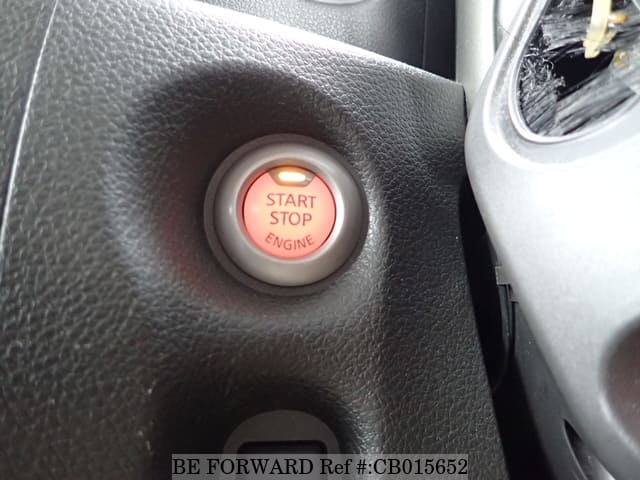 START
STOP
ENGINE
BE FORWARD Ref #:CB015652